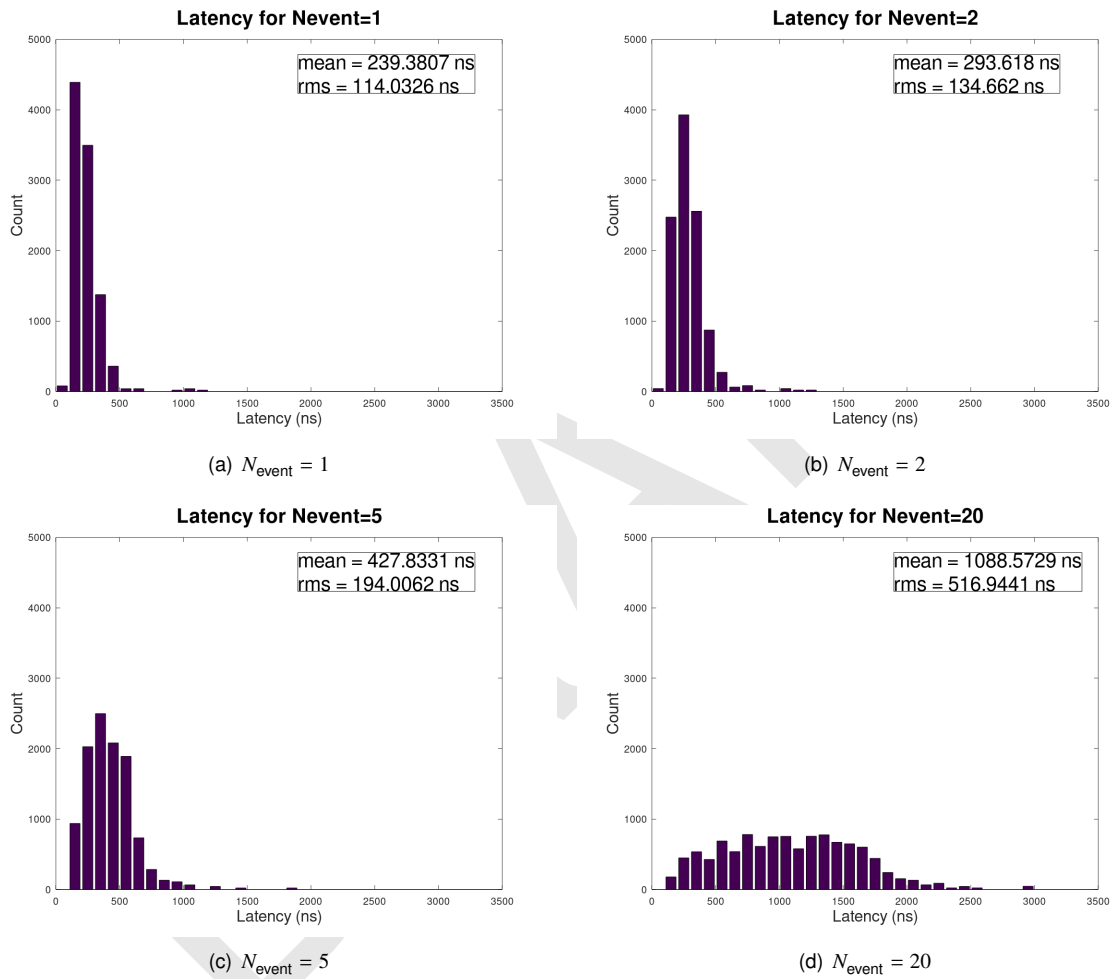 Latency for Nevent=1
5000
4000
3000
2000
1000
0
Count
mean = 239.3807 ns
rms = 114.0326 ns
0 500 1000 1500 2000 2500 3000 3500
Latency (ns)
(a) N_event = 1
Latency for Nevent=2
5000
4000
3000
2000
1000
0
Count
mean = 293.618 ns
rms = 134.662 ns
0 500 1000 1500 2000 2500 3000 3500
Latency (ns)
(b) N_event = 2
Latency for Nevent=5
5000
4000
3000
2000
1000
0
Count
mean = 427.8331 ns
rms = 194.0062 ns
0 500 1000 1500 2000 2500 3000 3500
Latency (ns)
(c) N_event = 5
Latency for Nevent=20
5000
4000
3000
2000
1000
0
Count
mean = 1088.5729 ns
rms = 516.9441 ns
0 500 1000 1500 2000 2500 3000 3500
Latency (ns)
(d) N_event = 20